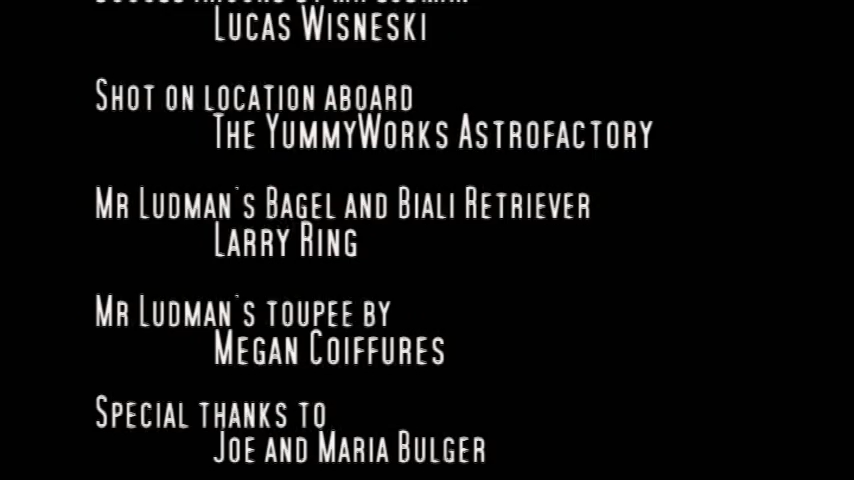 Lucas Wisneski
Shot on location aboard
The YummyWorks Astrofactory
Mr Ludman's Bagel and Biali Retriever
Larry Ring
Mr Ludman's toupee by
Megan Coiffures
Special thanks to
Joe and Maria Bulger